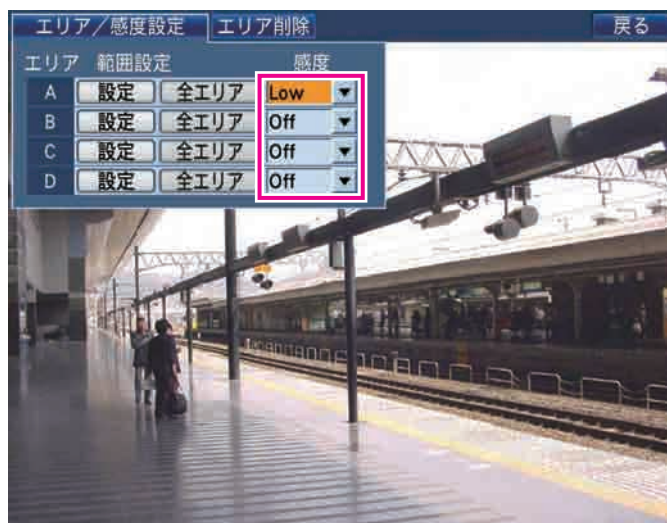 エリア／感度設定 エリア削除 戻る
エリア 範囲設定 感度
A 設定 全エリア Low
B 設定 全エリア Off
C 設定 全エリア Off
D 設定 全エリア Off